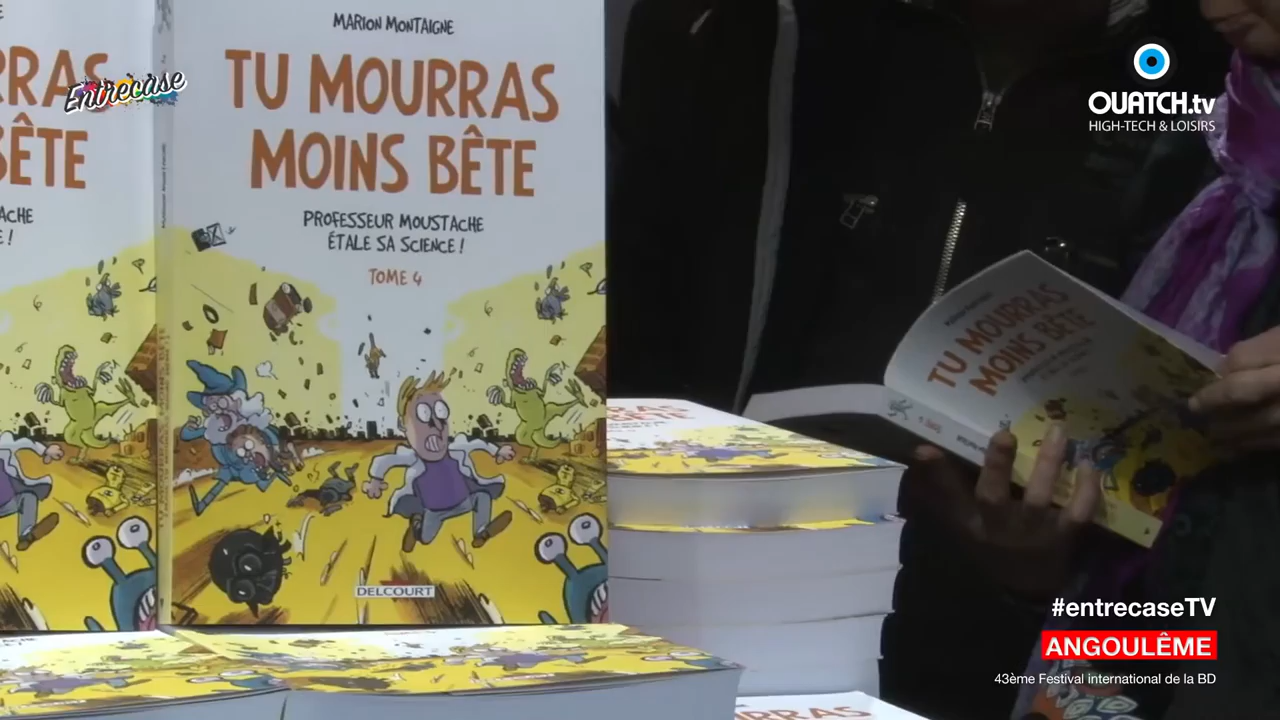 MARION MONTAIGNE
TU MOURRAS
MOINS BÊTE
PROFESSEUR MOUSTACHE
ÉTALE SA SCIENCE !
TOME 4
DELCOURT
Entrecase
OUATCH.tv
HIGH-TECH & LOISIRS
TU MOURRAS
MOINS BÊTE
#entrecaseTV
ANGOULÊME
43ème Festival international de la BD